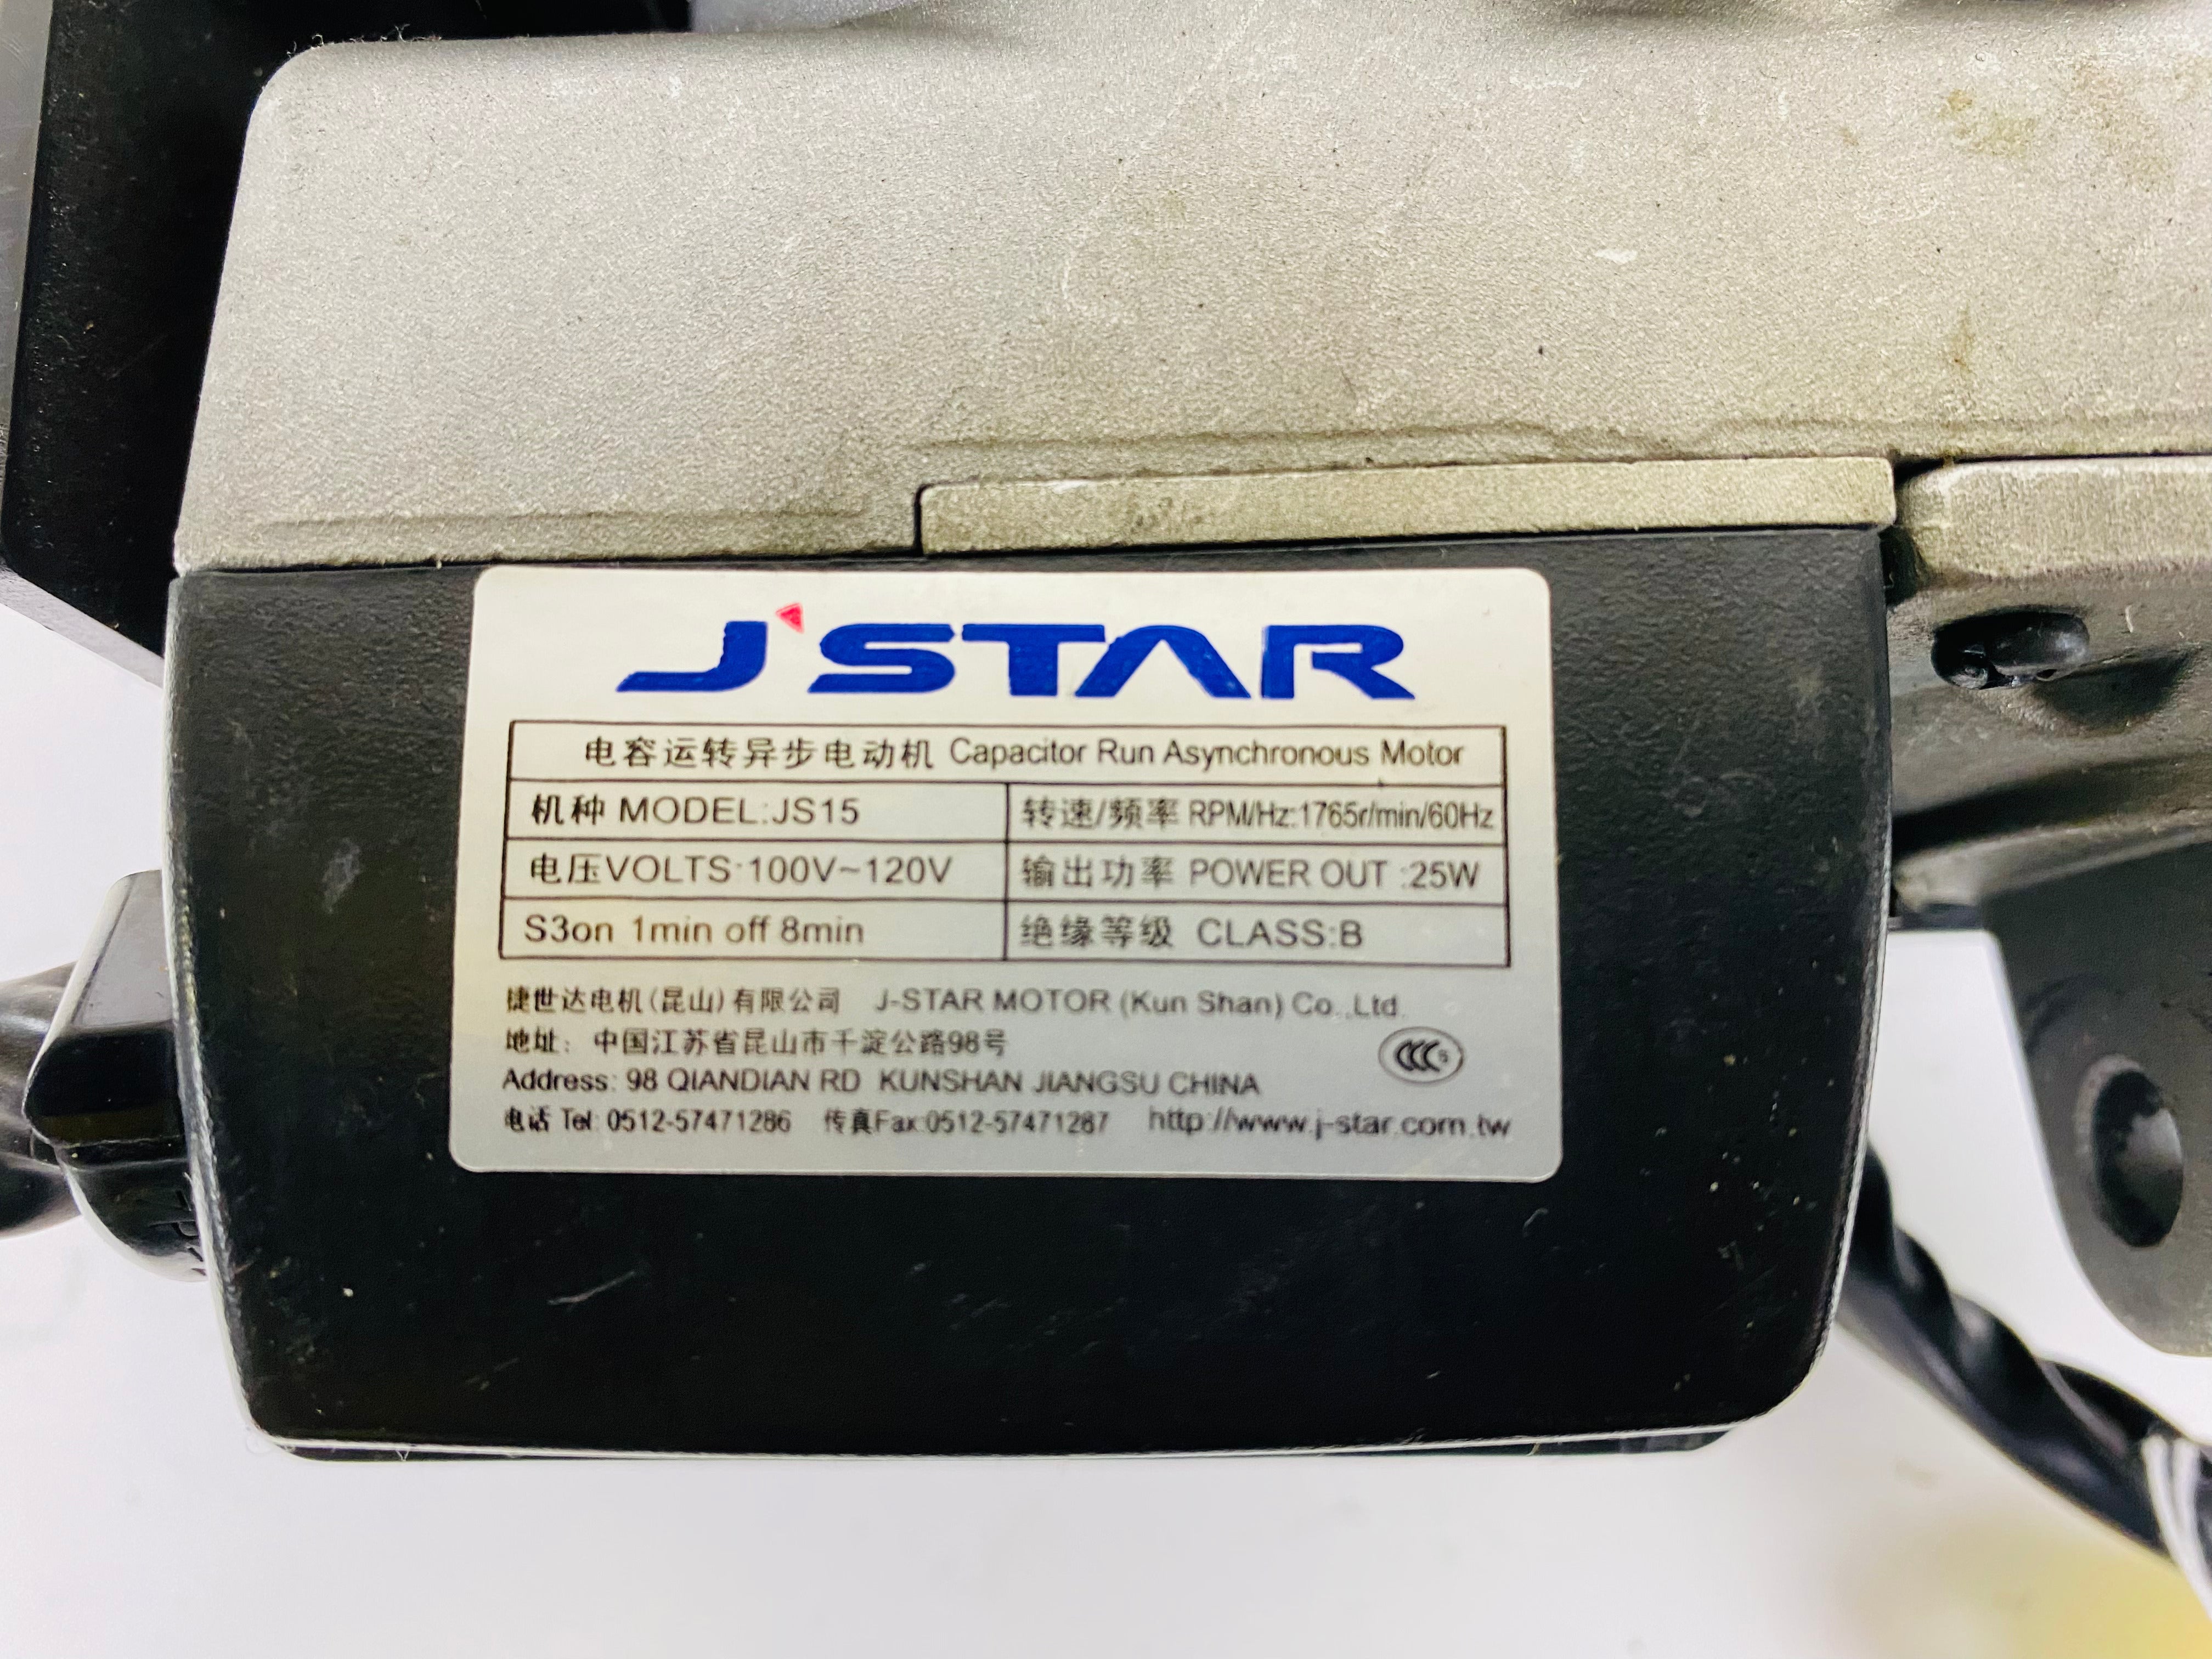 J'STAR
电容运转异步电动机 Capacitor Run Asynchronous Motor
机种 MODEL:JS15 转速/频率 RPM/Hz:1765r/min/60Hz
电压VOLTS:100V~120V 输出功率 POWER OUT :25W
S3on 1min off 8min 绝缘等级 CLASS:B
捷世达电机(昆山)有限公司 J-STAR MOTOR (Kun Shan) Co.,Ltd.
地址: 中国江苏省昆山市千淀公路98号
CCC S
Address: 98 QIANDIAN RD KUNSHAN JIANGSU CHINA
电话 Tel: 0512-57471286 传真Fax:0512-57471287 http://www.j-star.com.tw